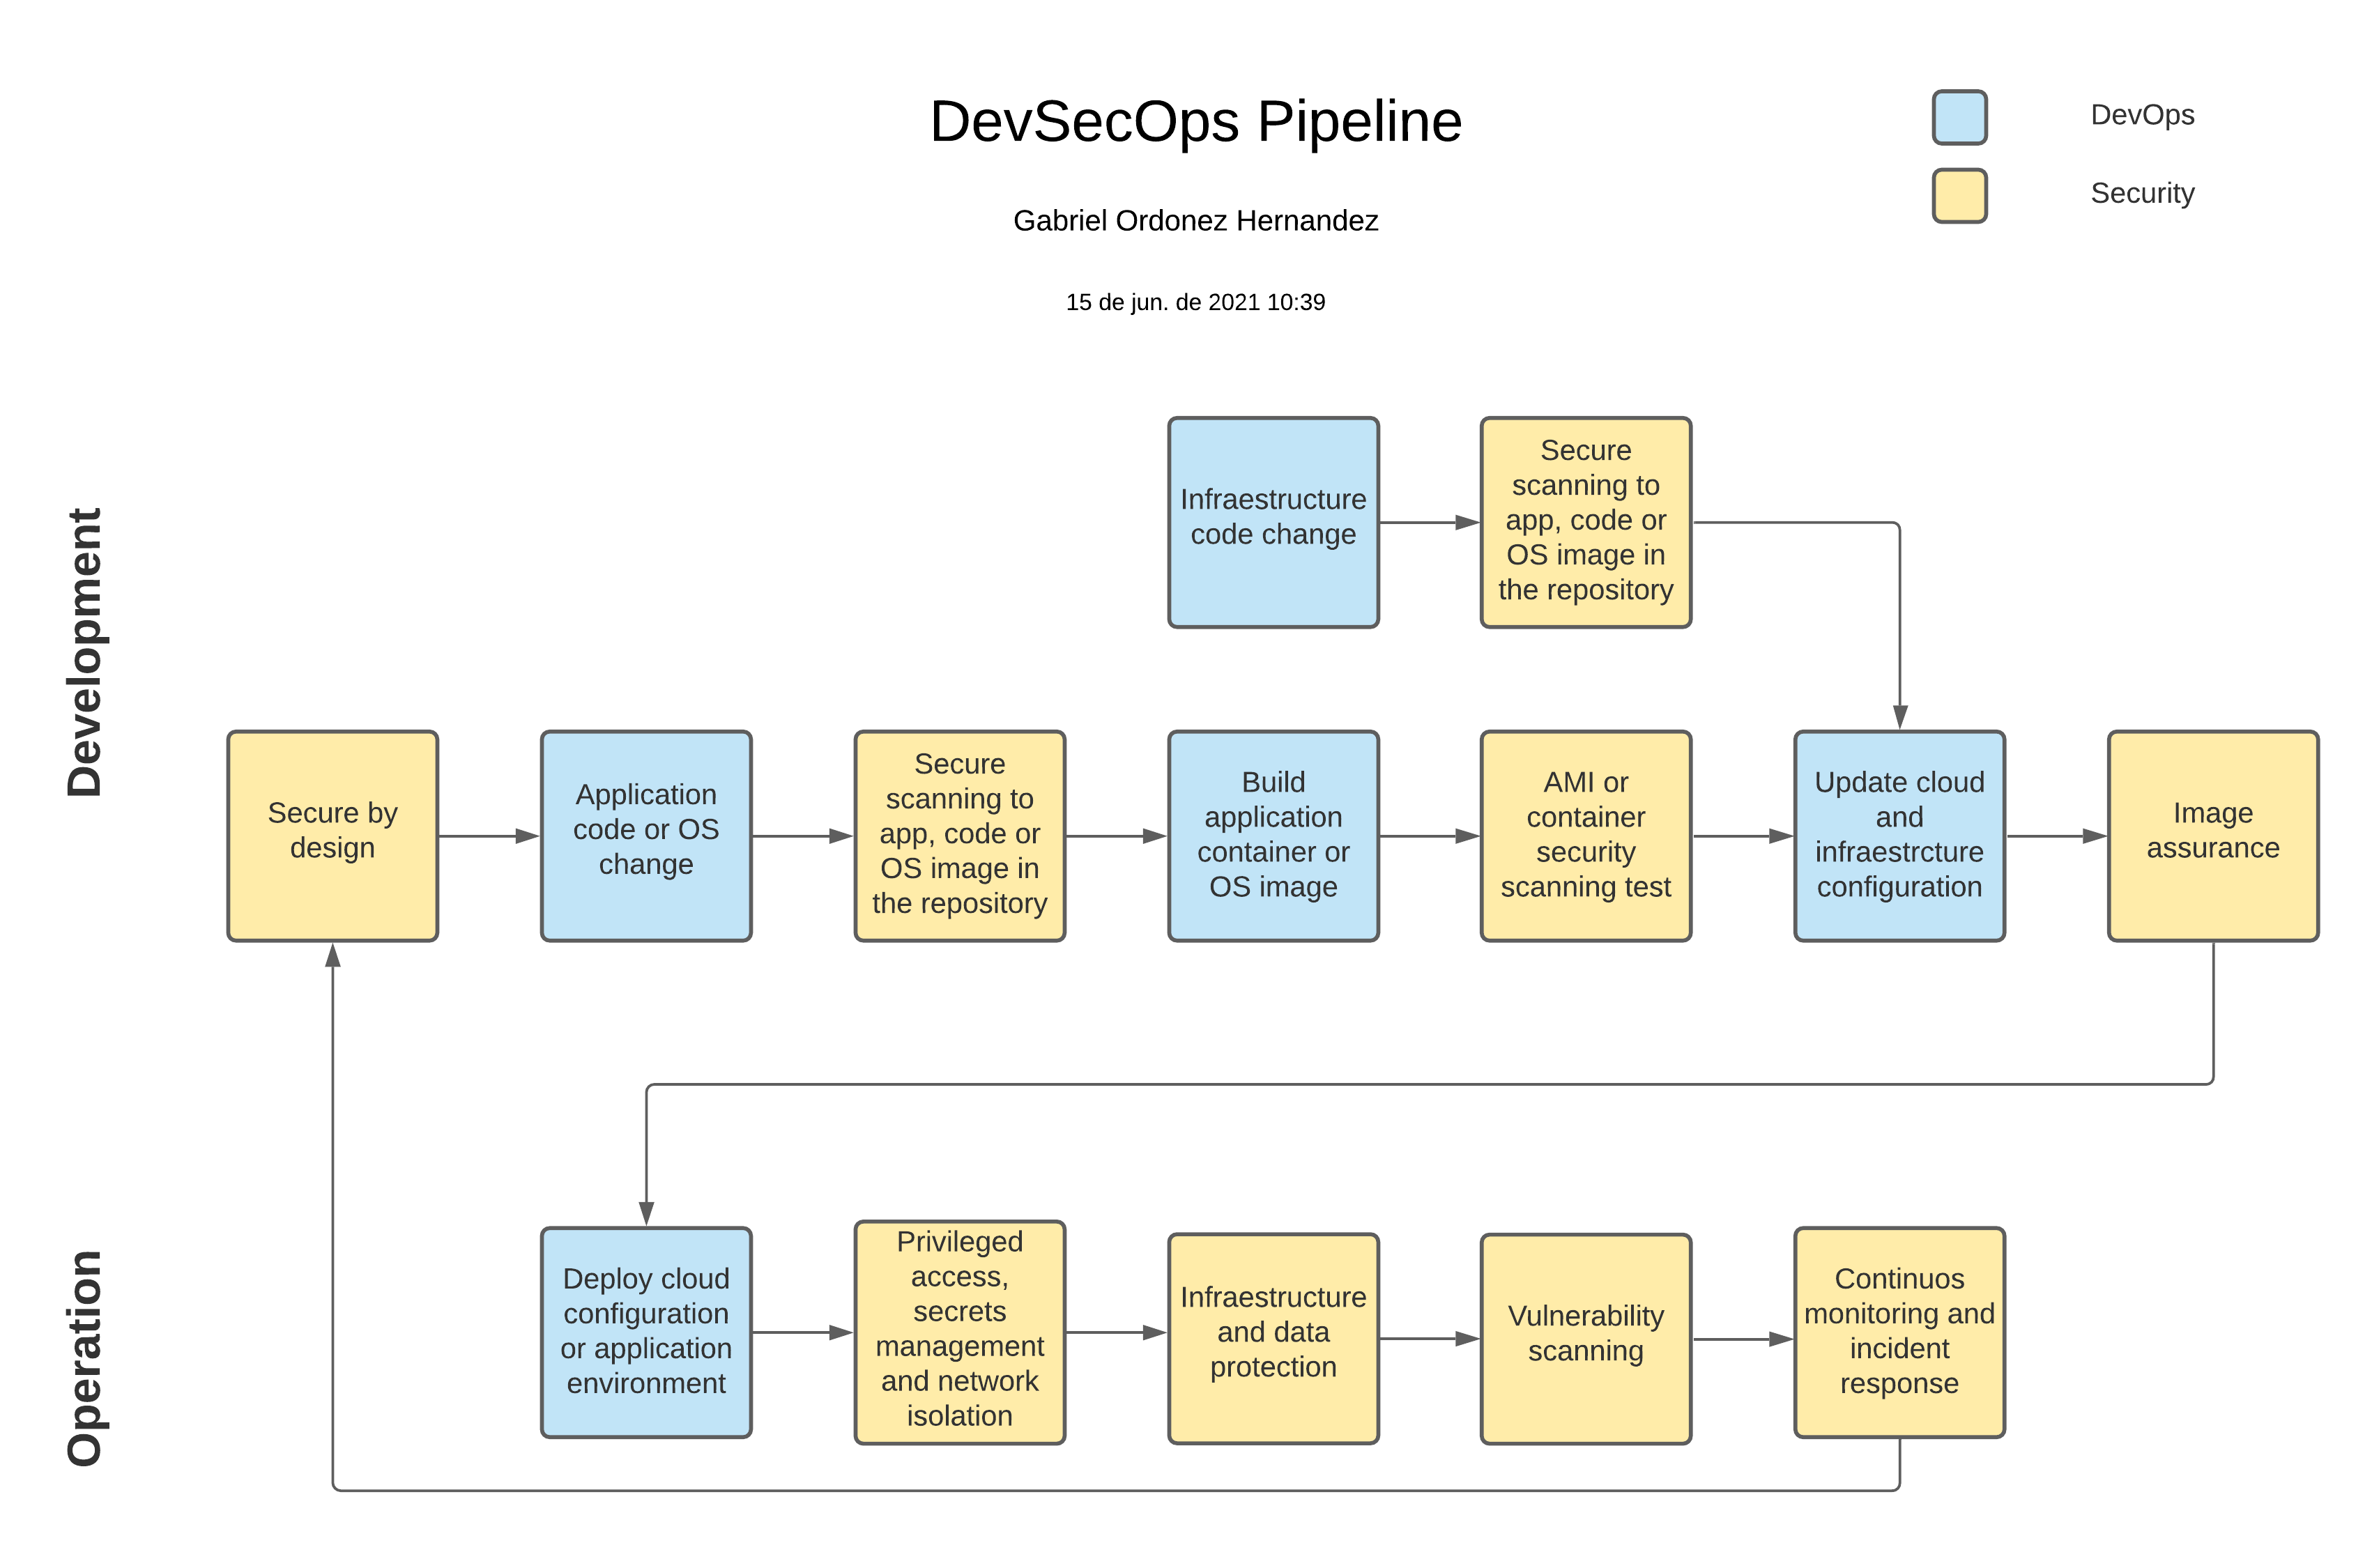 DevSecOps Pipeline
Gabriel Ordonez Hernandez
15 de jun. de 2021 10:39
DevOps
Security
Development
Infraestructure
code change
Secure
scanning to
app, code or
OS image in
the repository
Secure by
design
Application
code or OS
change
Secure
scanning to
app, code or
OS image in
the repository
Build
application
container or
OS image
AMI or
container
security
scanning test
Update cloud
and
infraestrcture
configuration
Image
assurance
Operation
Deploy cloud
configuration
or application
environment
Privileged
access,
secrets
management
and network
isolation
Infraestructure
and data
protection
Vulnerability
scanning
Continuos
monitoring and
incident
response